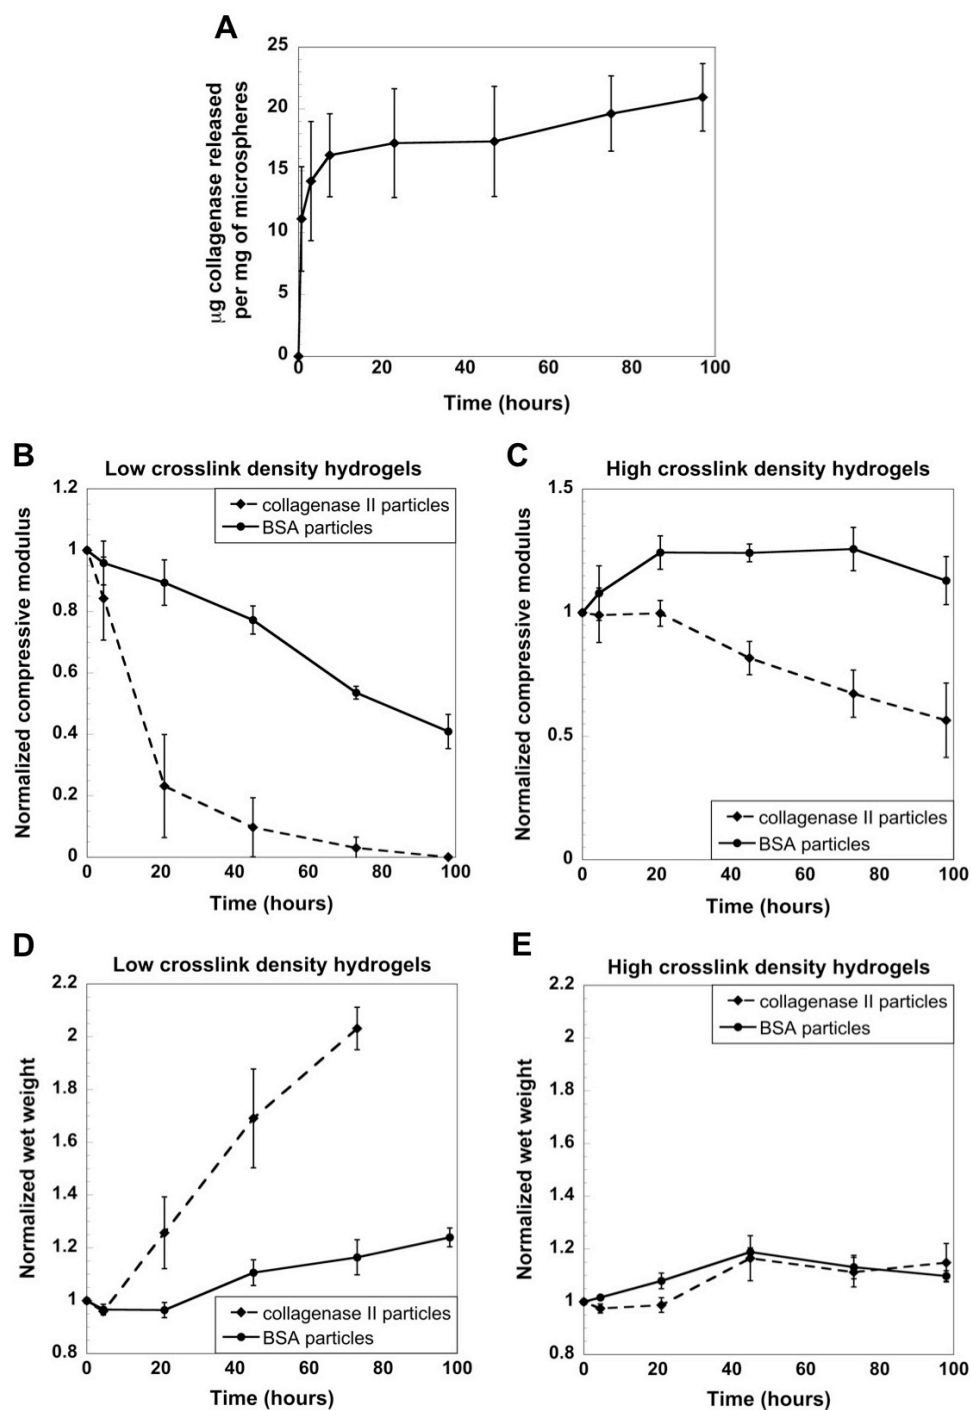 A
25
20
15
10
5
0
µg collagenase released
per mg of microspheres
0 20 40 60 80 100
Time (hours)
B
Low crosslink density hydrogels
1.2
1
0.8
0.6
0.4
0.2
0
Normalized compressive modulus
collagenase II particles
BSA particles
0 20 40 60 80 100
Time (hours)
C
High crosslink density hydrogels
1.5
1
0.5
0
Normalized compressive modulus
collagenase II particles
BSA particles
0 20 40 60 80 100
Time (hours)
D
Low crosslink density hydrogels
2.2
2
1.8
1.6
1.4
1.2
1
0.8
Normalized wet weight
collagenase II particles
BSA particles
0 20 40 60 80 100
Time (hours)
E
High crosslink density hydrogels
2.2
2
1.8
1.6
1.4
1.2
1
0.8
Normalized wet weight
collagenase II particles
BSA particles
0 20 40 60 80 100
Time (hours)